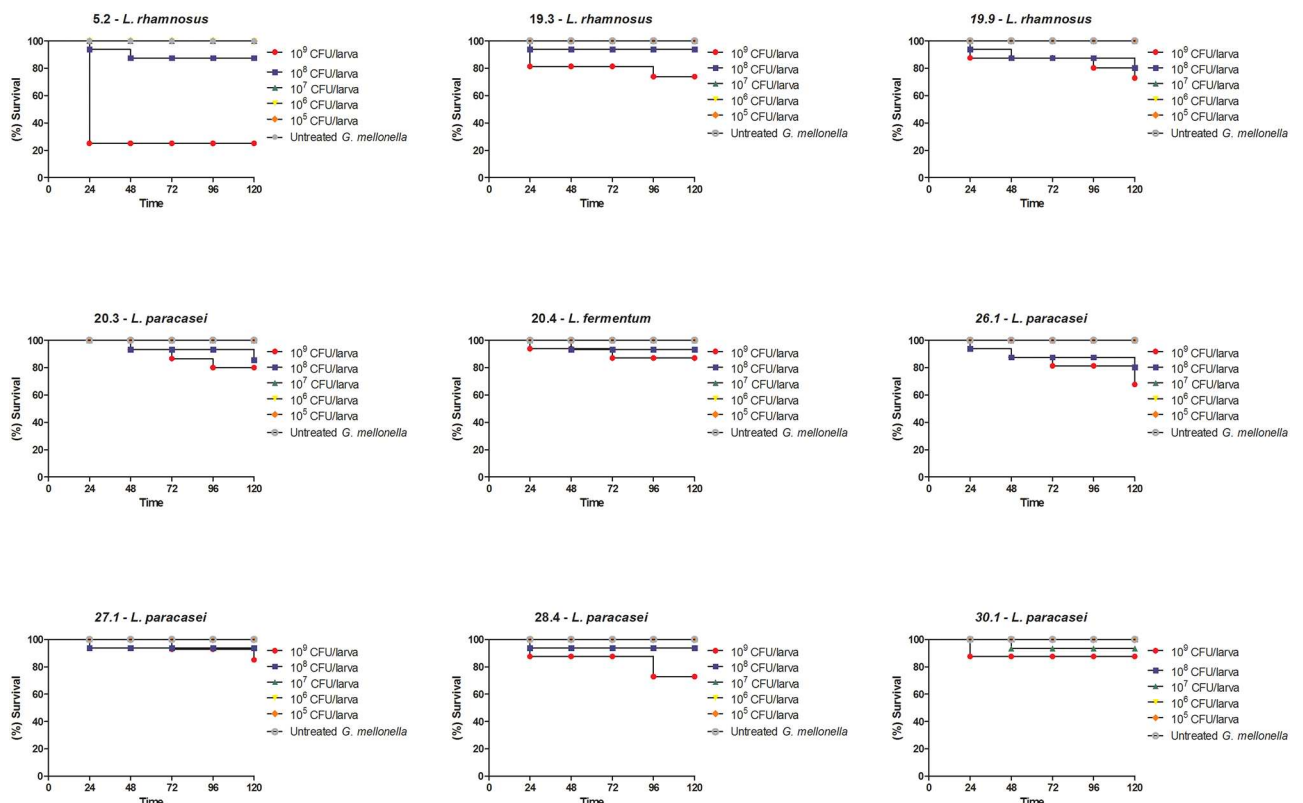 5.2 - L. rhamnosus
(%) Survival
100
80
60
40
20
0
0 24 48 72 96 120
Time
10⁹ CFU/larva
10⁸ CFU/larva
10⁷ CFU/larva
10⁶ CFU/larva
10⁵ CFU/larva
Untreated G. mellonella
19.3 - L. rhamnosus
(%) Survival
100
80
60
40
20
0
0 24 48 72 96 120
Time
10⁹ CFU/larva
10⁸ CFU/larva
10⁷ CFU/larva
10⁶ CFU/larva
10⁵ CFU/larva
Untreated G. mellonella
19.9 - L. rhamnosus
(%) Survival
100
80
60
40
20
0
0 24 48 72 96 120
Time
10⁹ CFU/larva
10⁸ CFU/larva
10⁷ CFU/larva
10⁶ CFU/larva
10⁵ CFU/larva
Untreated G. mellonella
20.3 - L. paracasei
(%) Survival
100
80
60
40
20
0
0 24 48 72 96 120
Time
10⁹ CFU/larva
10⁸ CFU/larva
10⁷ CFU/larva
10⁶ CFU/larva
10⁵ CFU/larva
Untreated G. mellonella
20.4 - L. fermentum
(%) Survival
100
80
60
40
20
0
0 24 48 72 96 120
Time
10⁹ CFU/larva
10⁸ CFU/larva
10⁷ CFU/larva
10⁶ CFU/larva
10⁵ CFU/larva
Untreated G. mellonella
26.1 - L. paracasei
(%) Survival
100
80
60
40
20
0
0 24 48 72 96 120
Time
10⁹ CFU/larva
10⁸ CFU/larva
10⁷ CFU/larva
10⁶ CFU/larva
10⁵ CFU/larva
Untreated G. mellonella
27.1 - L. paracasei
(%) Survival
100
80
60
40
20
0
0 24 48 72 96 120
Time
10⁹ CFU/larva
10⁸ CFU/larva
10⁷ CFU/larva
10⁶ CFU/larva
10⁵ CFU/larva
Untreated G. mellonella
28.4 - L. paracasei
(%) Survival
100
80
60
40
20
0
0 24 48 72 96 120
Time
10⁹ CFU/larva
10⁸ CFU/larva
10⁷ CFU/larva
10⁶ CFU/larva
10⁵ CFU/larva
Untreated G. mellonella
30.1 - L. paracasei
(%) Survival
100
80
60
40
20
0
0 24 48 72 96 120
Time
10⁹ CFU/larva
10⁸ CFU/larva
10⁷ CFU/larva
10⁶ CFU/larva
10⁵ CFU/larva
Untreated G. mellonella